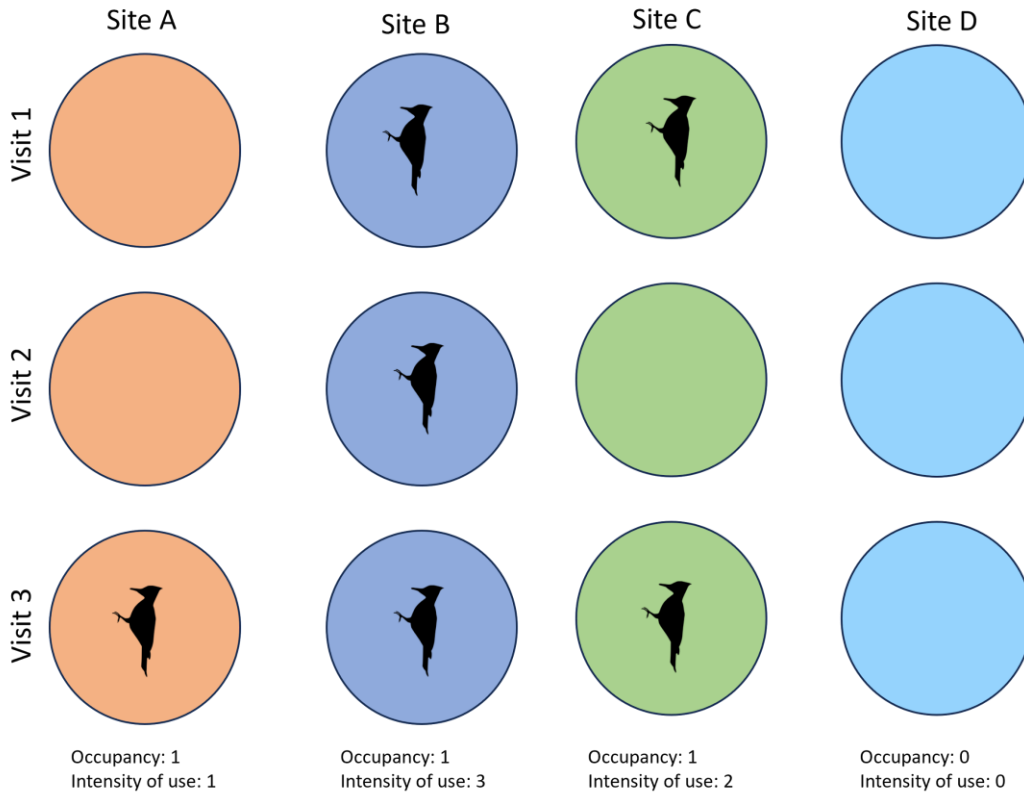 Site A
Site B
Site C
Site D
Visit 1
Visit 2
Visit 3
Occupancy: 1
Intensity of use: 1
Occupancy: 1
Intensity of use: 3
Occupancy: 1
Intensity of use: 2
Occupancy: 0
Intensity of use: 0